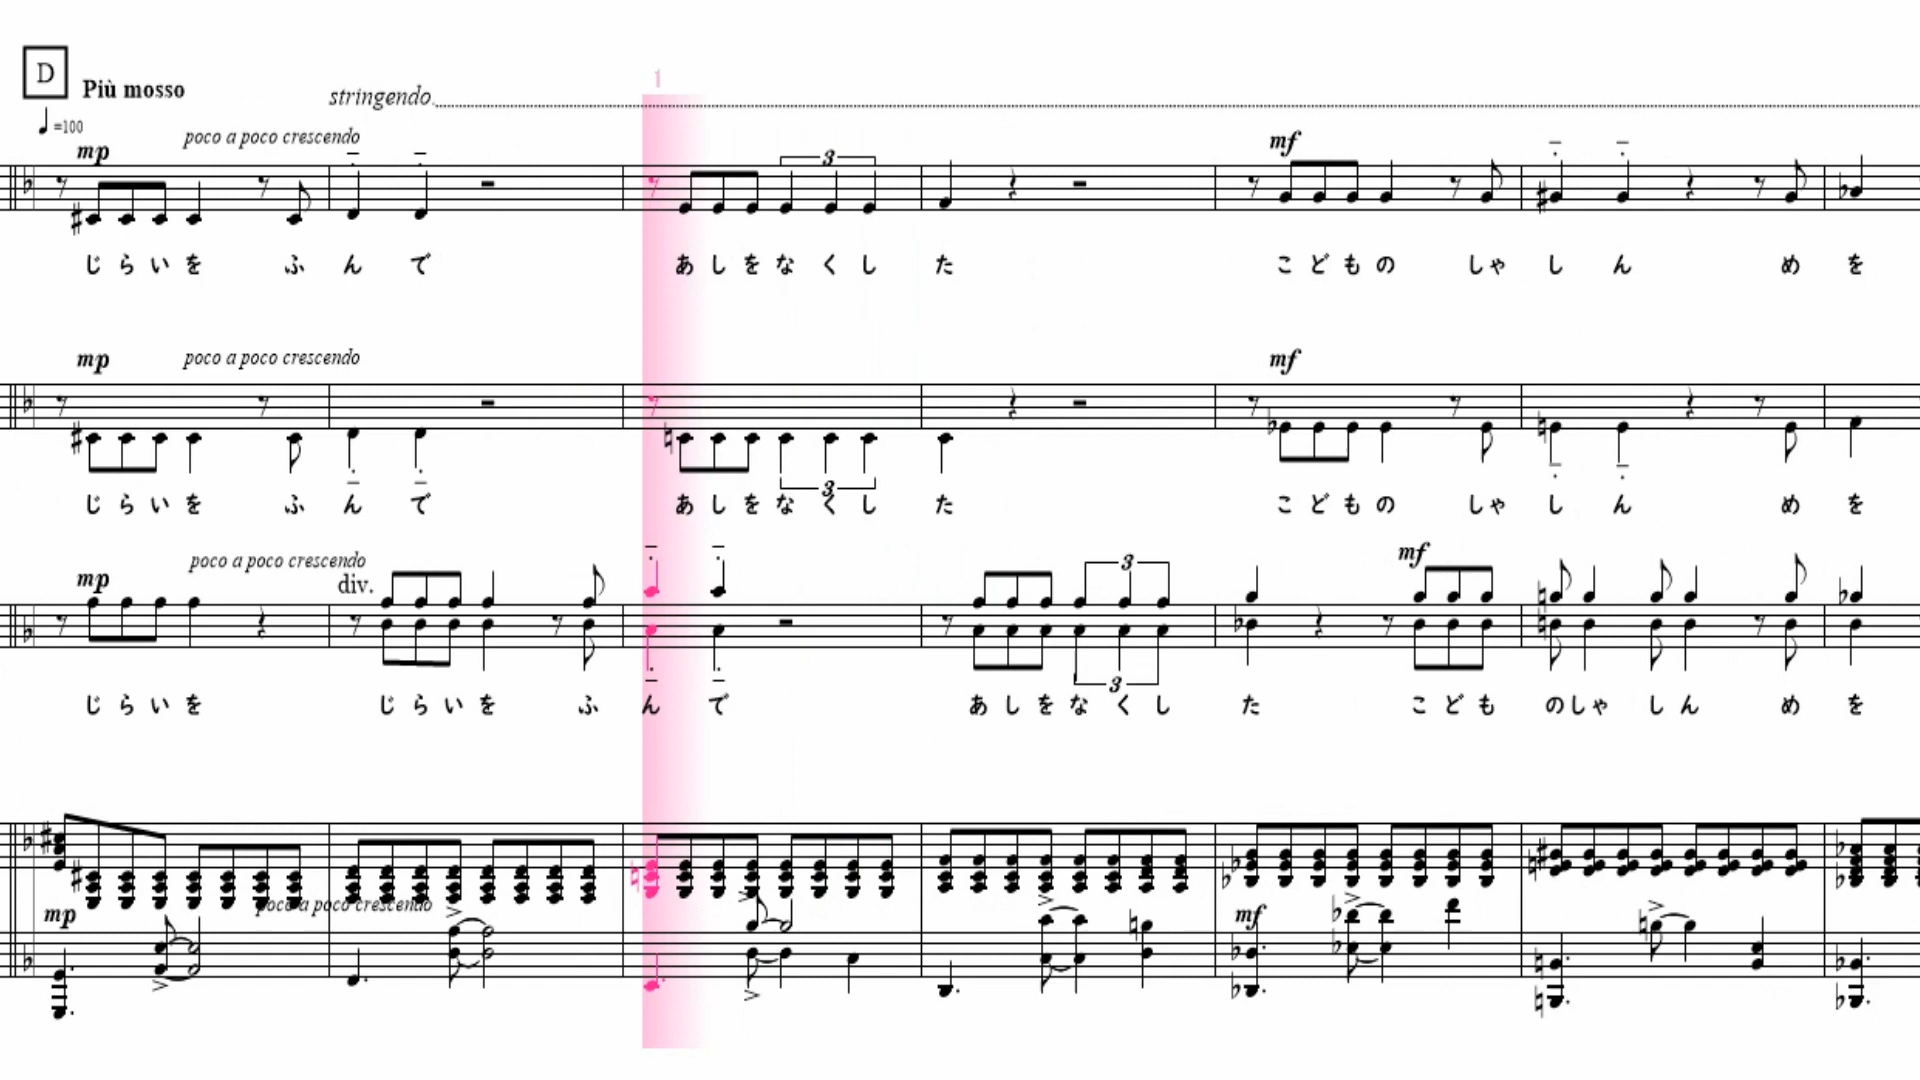 D
Più mosso
stringendo.
1
♩=100
poco a poco crescendo
mp
3
mf
じ ら い を ふ ん で あ し を な く し た こ ど も の しゃ し ん め を
mp
poco a poco crescendo
mf
3
じ ら い を ふ ん で あ し を な く し た こ ど も の しゃ し ん め を
poco a poco crescendo
mf
mp
div.
3
3
じ ら い を じ ら い を ふ ん で あ し を な く し た こ ど も の しゃ し ん め を
poco a poco crescendo
mp
mf